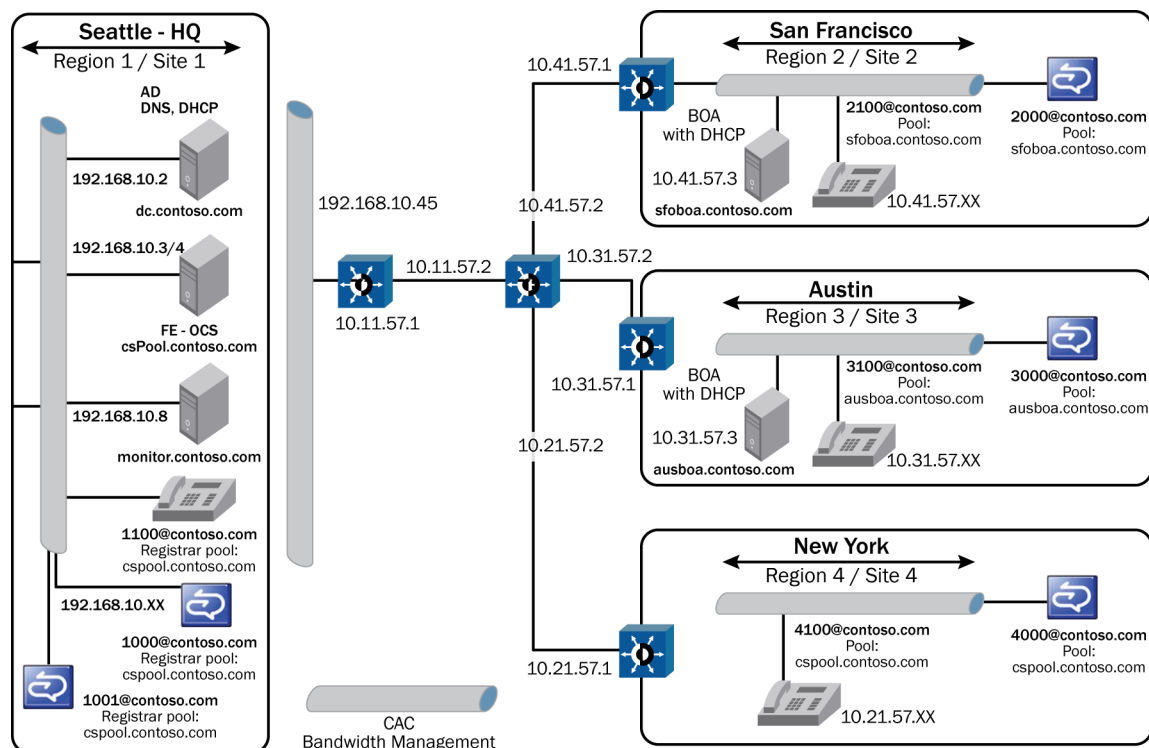 Seattle - HQ
Region 1 / Site 1
AD
DNS, DHCP
192.168.10.2
dc.contoso.com
192.168.10.3/4
FE - OCS
csPool.contoso.com
192.168.10.8
monitor.contoso.com
1100@contoso.com
Registrar pool:
cspool.contoso.com
192.168.10.XX
1000@contoso.com
Registrar pool:
cspool.contoso.com
1001@contoso.com
Registrar pool:
cspool.contoso.com
192.168.10.45
10.11.57.1
10.11.57.2
10.41.57.1
10.41.57.2
10.31.57.2
10.31.57.1
10.21.57.2
10.21.57.1
CAC
Bandwidth Management
San Francisco
Region 2 / Site 2
BOA
with DHCP
10.41.57.3
sfoboa.contoso.com
2100@contoso.com
Pool:
sfoboa.contoso.com
10.41.57.XX
2000@contoso.com
Pool:
sfoboa.contoso.com
Austin
Region 3 / Site 3
BOA
with DHCP
10.31.57.3
ausboa.contoso.com
3100@contoso.com
Pool:
ausboa.contoso.com
10.31.57.XX
3000@contoso.com
Pool:
ausboa.contoso.com
New York
Region 4 / Site 4
4100@contoso.com
Pool:
cspool.contoso.com
10.21.57.XX
4000@contoso.com
Pool:
cspool.contoso.com